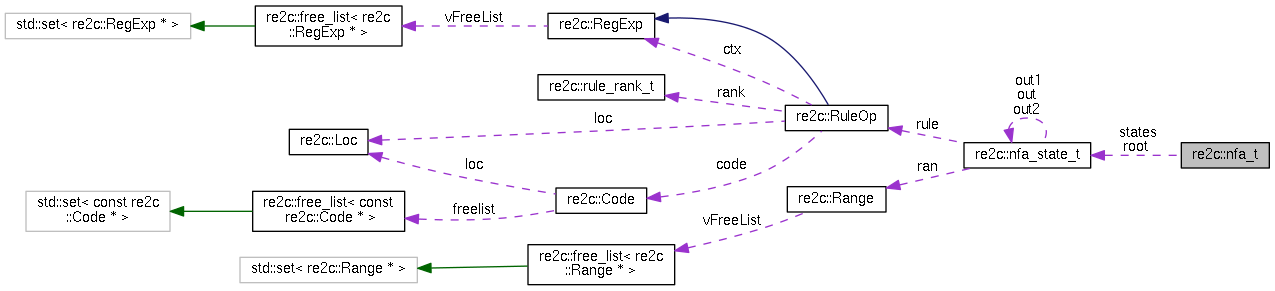 std::set< re2c::RegExp * >
re2c::free_list< re2c
::RegExp * >
vFreeList
re2c::RegExp
ctx
re2c::rule_rank_t
rank
out1
out
out2
re2c::RuleOp
loc
rule
states
root
re2c::Loc
re2c::nfa_state_t
re2c::nfa_t
loc
code
ran
std::set< const re2c
::Code * >
re2c::free_list< const
re2c::Code * >
freelist
re2c::Code
re2c::Range
vFreeList
std::set< re2c::Range * >
re2c::free_list< re2c
::Range * >